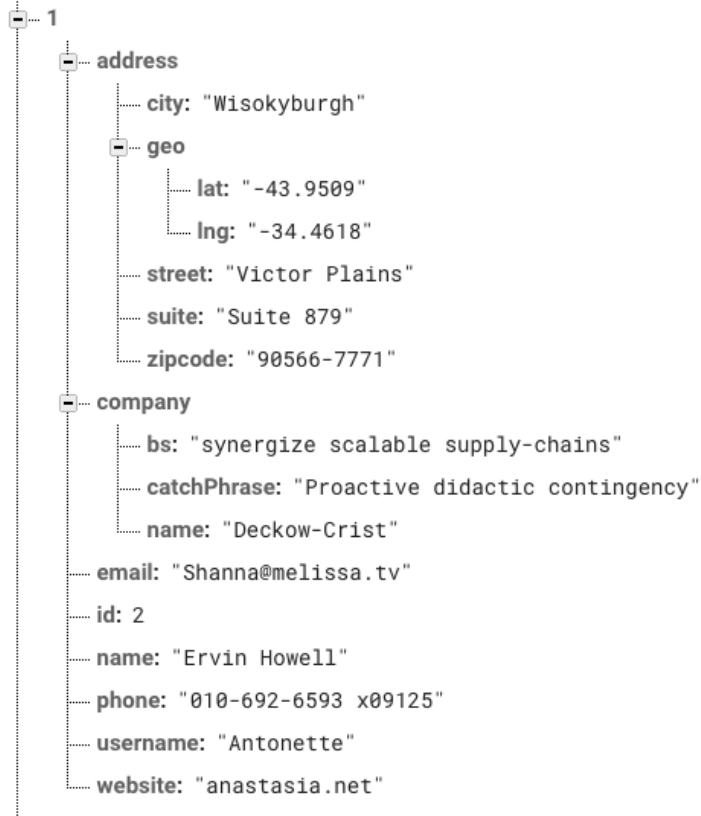 1
address
city: "Wisokyburgh"
geo
lat: "-43.9509"
lng: "-34.4618"
street: "Victor Plains"
suite: "Suite 879"
zipcode: "90566-7771"
company
bs: "synergize scalable supply-chains"
catchPhrase: "Proactive didactic contingency"
name: "Deckow-Crist"
email: "Shanna@melissa.tv"
id: 2
name: "Ervin Howell"
phone: "010-692-6593 x09125"
username: "Antonette"
website: "anastasia.net"